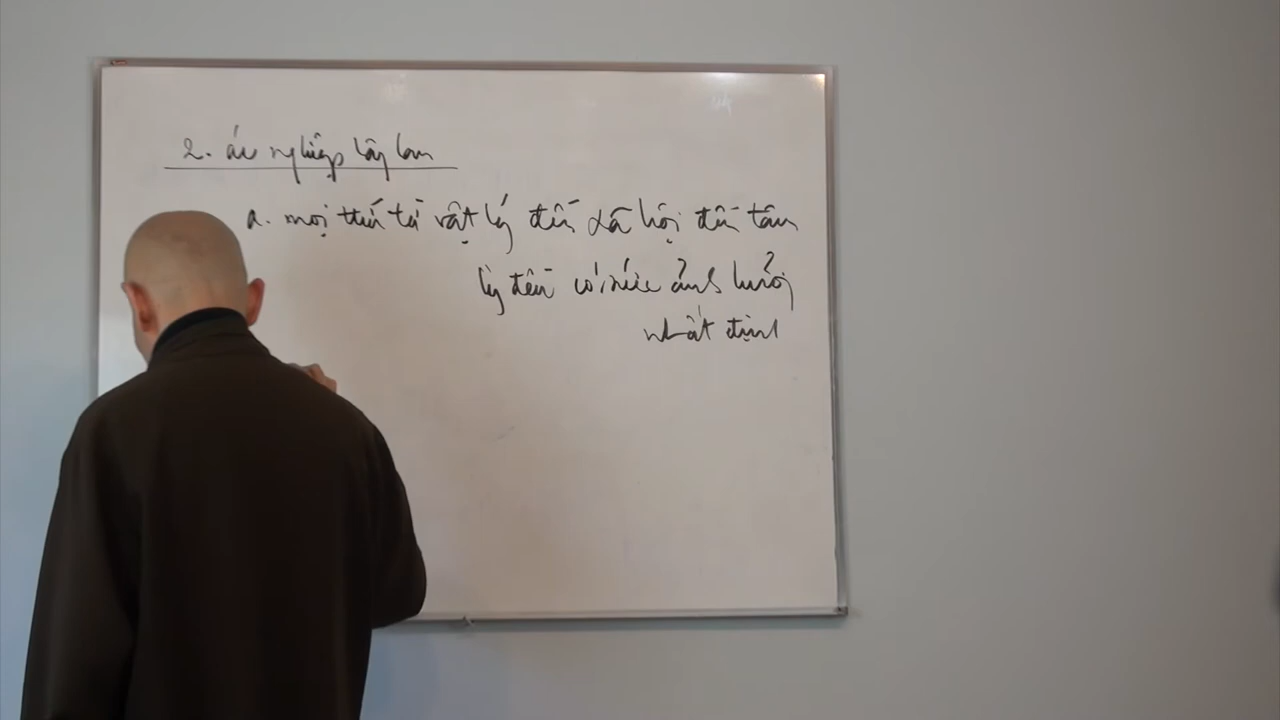 2. ác nghiệp lây lan
a. mọi thứ từ vật lý đến xã hội đến tâm
lý đều có sức ảnh hưởng
nhất định